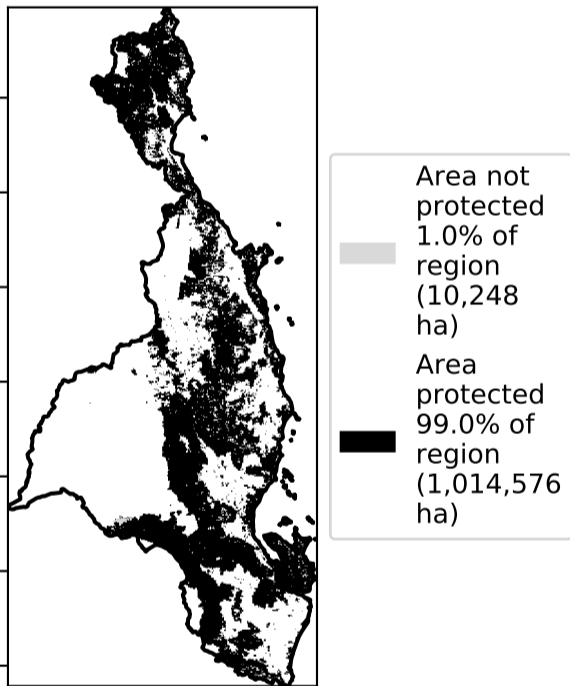 Area not
protected
1.0% of
region
(10,248
ha)
Area
protected
99.0% of
region
(1,014,576
ha)